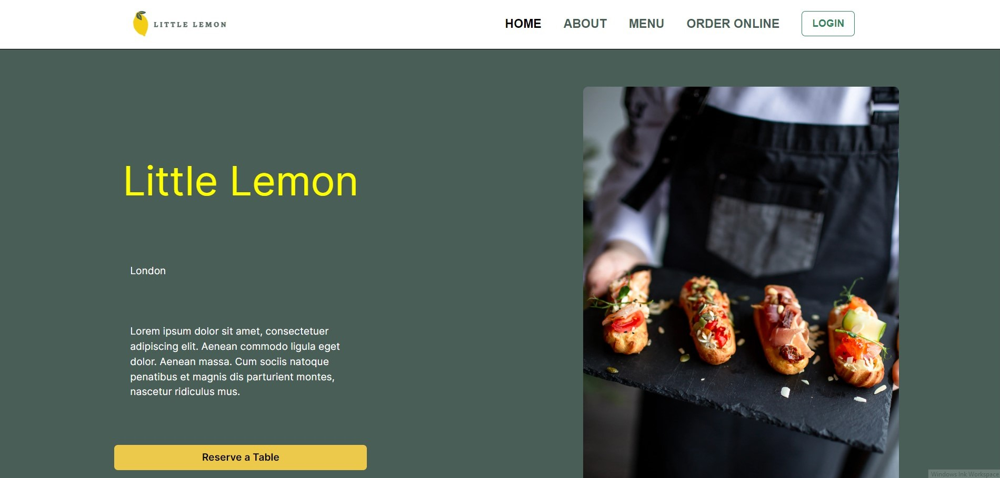 LITTLE LEMON
HOME
ABOUT
MENU
ORDER ONLINE
LOGIN
Little Lemon
London
Lorem ipsum dolor sit amet, consectetuer
adipiscing elit. Aenean commodo ligula eget
dolor. Aenean massa. Cum sociis natoque
penatibus et magnis dis parturient montes,
nascetur ridiculus mus.
Reserve a Table
Windows Ink Workspace